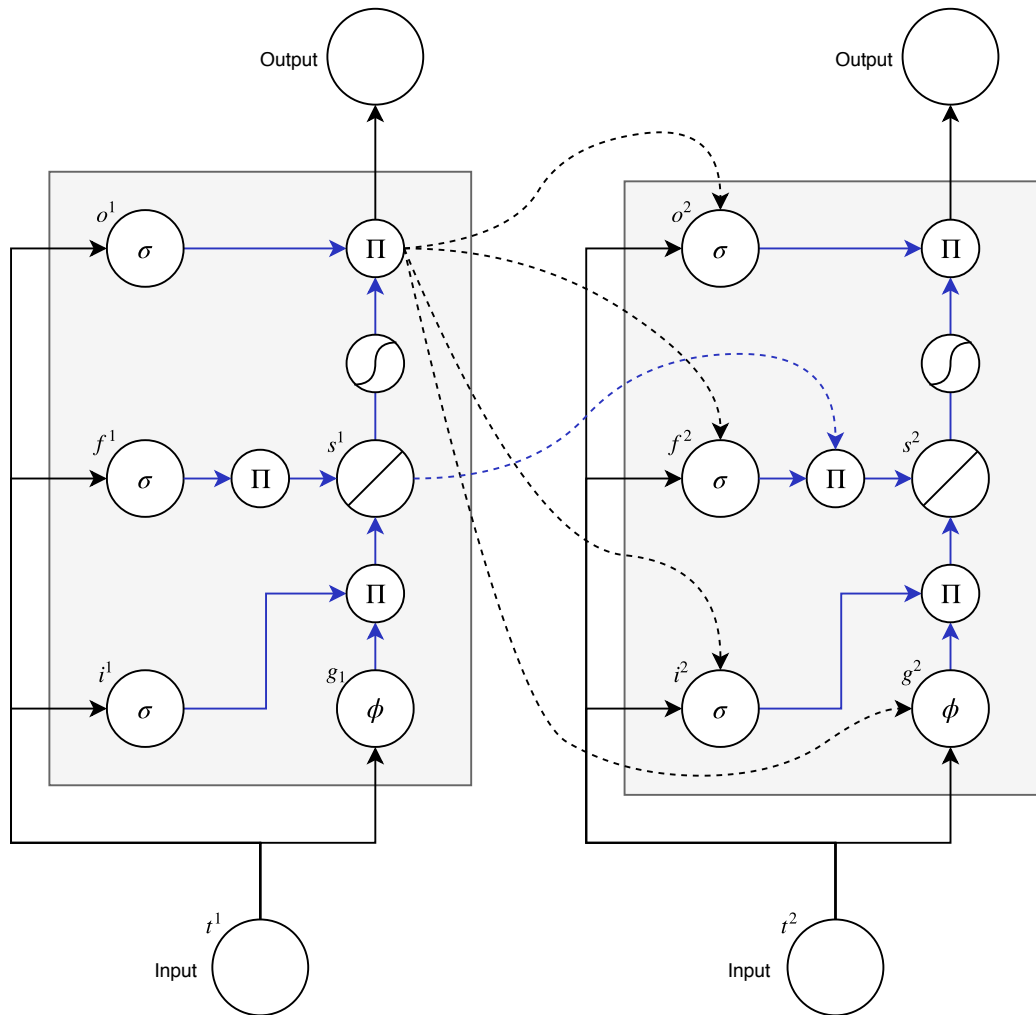 Output
Output
o¹
σ
Π
o²
σ
Π
f¹
σ
Π
s¹
f²
σ
Π
s²
Π
Π
i¹
σ
g₁
ϕ
i²
σ
g²
ϕ
t¹
Input
t²
Input